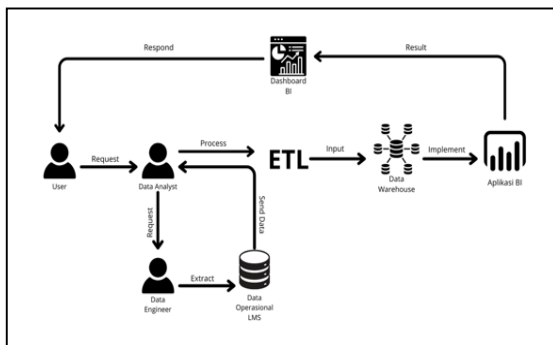 Respond
Result
Dashboard
BI
Request
Process
ETL
Input
Implement
User
Data Analyst
Data
Warehouse
Aplikasi BI
Request
Send Data
Extract
Data
Engineer
Data
Operasional
LMS